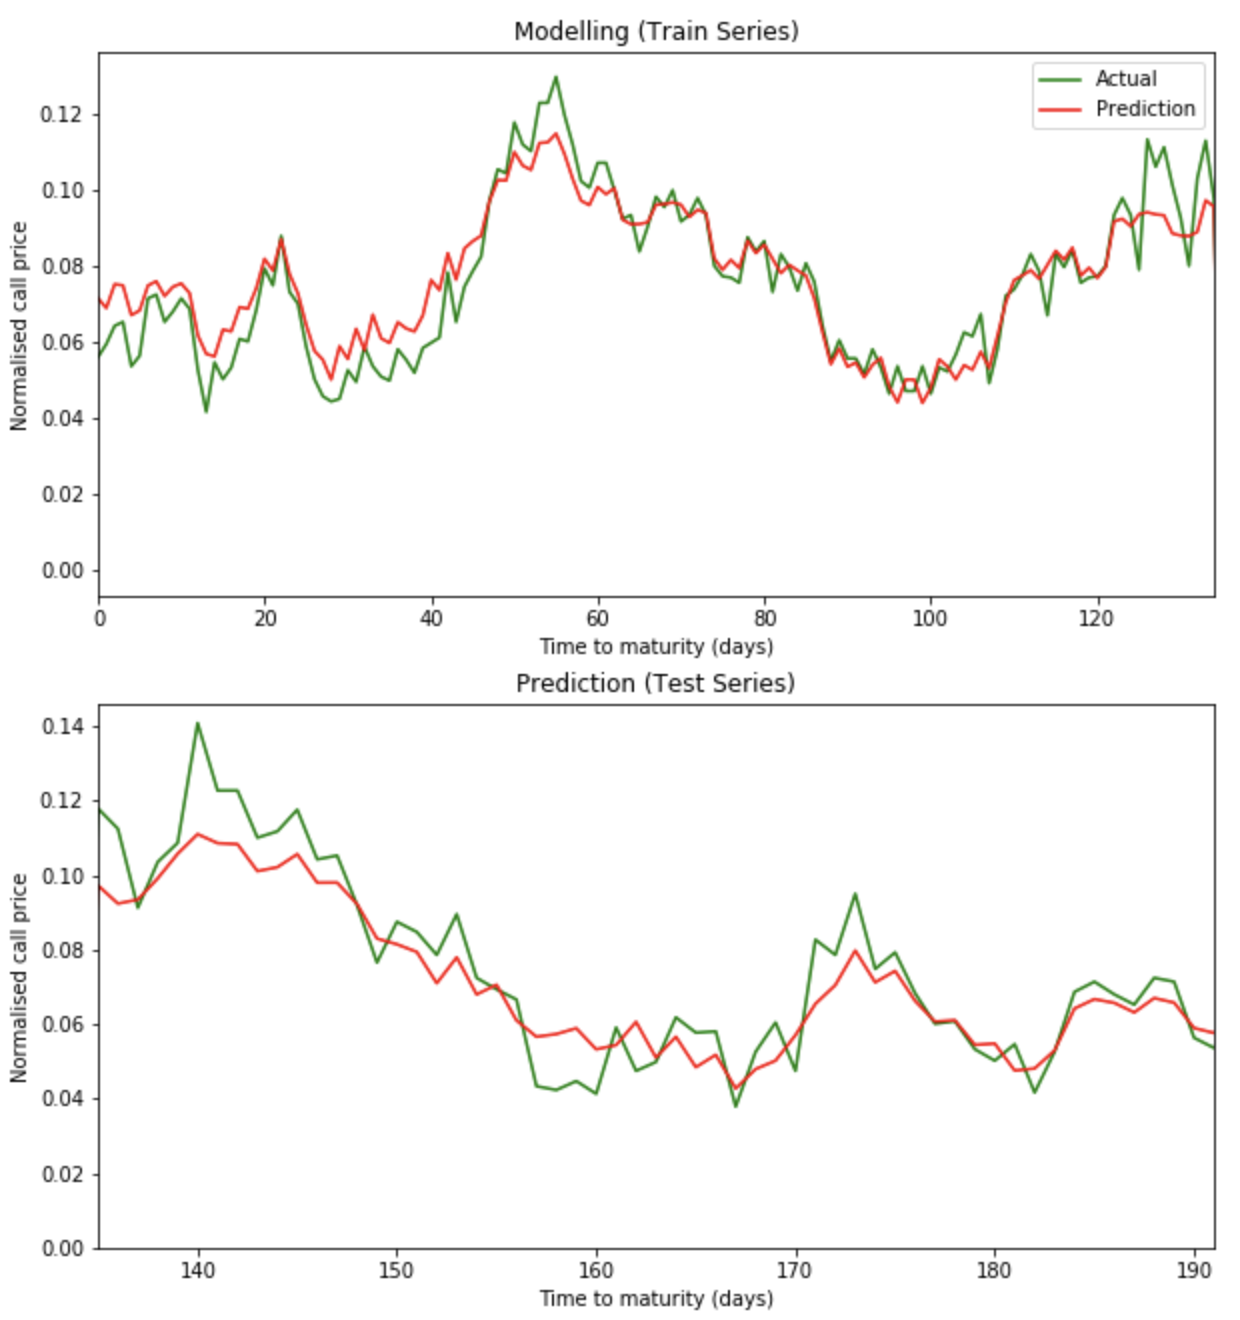 Modelling (Train Series)
Actual
Prediction
0.12
0.10
0.08
0.06
0.04
0.02
0.00
Normalised call price
0 20 40 60 80 100 120
Time to maturity (days)
Prediction (Test Series)
0.14
0.12
0.10
0.08
0.06
0.04
0.02
0.00
Normalised call price
140 150 160 170 180 190
Time to maturity (days)